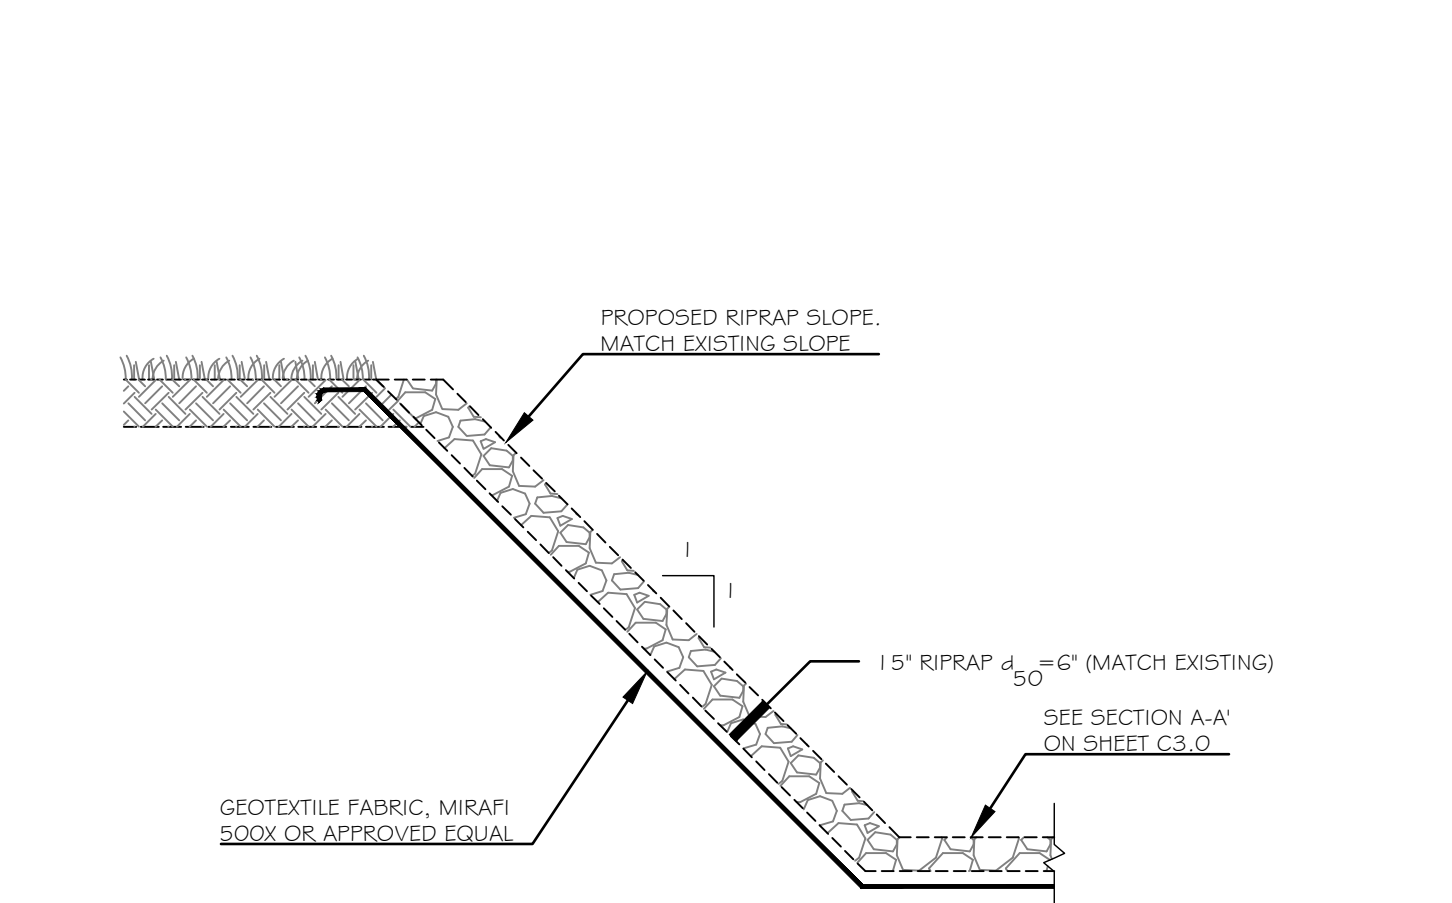 PROPOSED RIPRAP SLOPE.
MATCH EXISTING SLOPE
1
1
15" RIPRAP d50=6" (MATCH EXISTING)
SEE SECTION A-A'
ON SHEET C3.0
GEOTEXTILE FABRIC, MIRAFI
500X OR APPROVED EQUAL